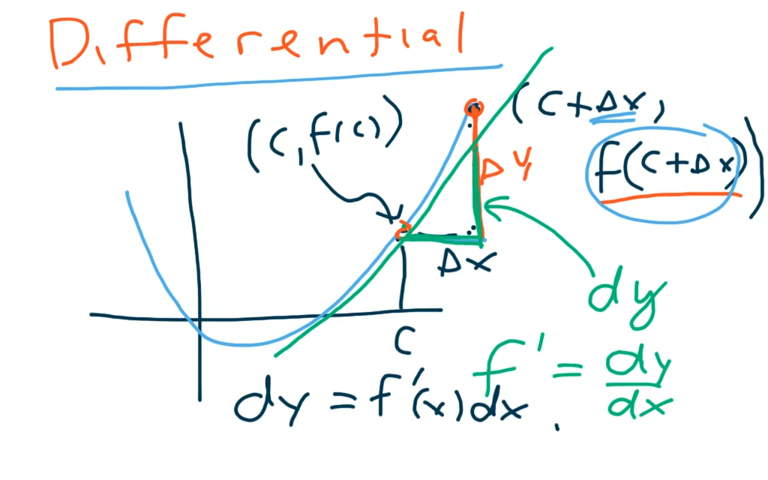 Differential
(c, f(c))
(c+Δx,
f(c+Δx))
Δy
Δx
dy
c
f' = dy/dx
dy = f'(x)dx.